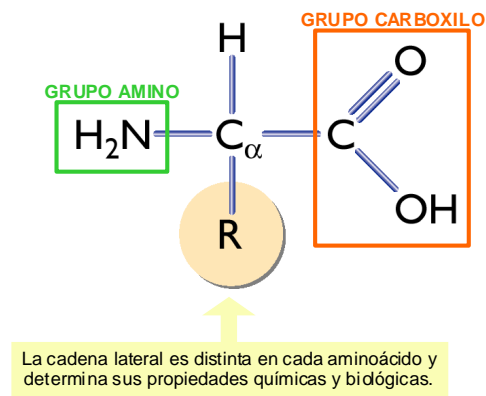 GRUPO CARBOXILO
H
O
GRUPO AMINO
H₂N
Cα
C
OH
R
La cadena lateral es distinta en cada aminoácido y
determina sus propiedades químicas y biológicas.